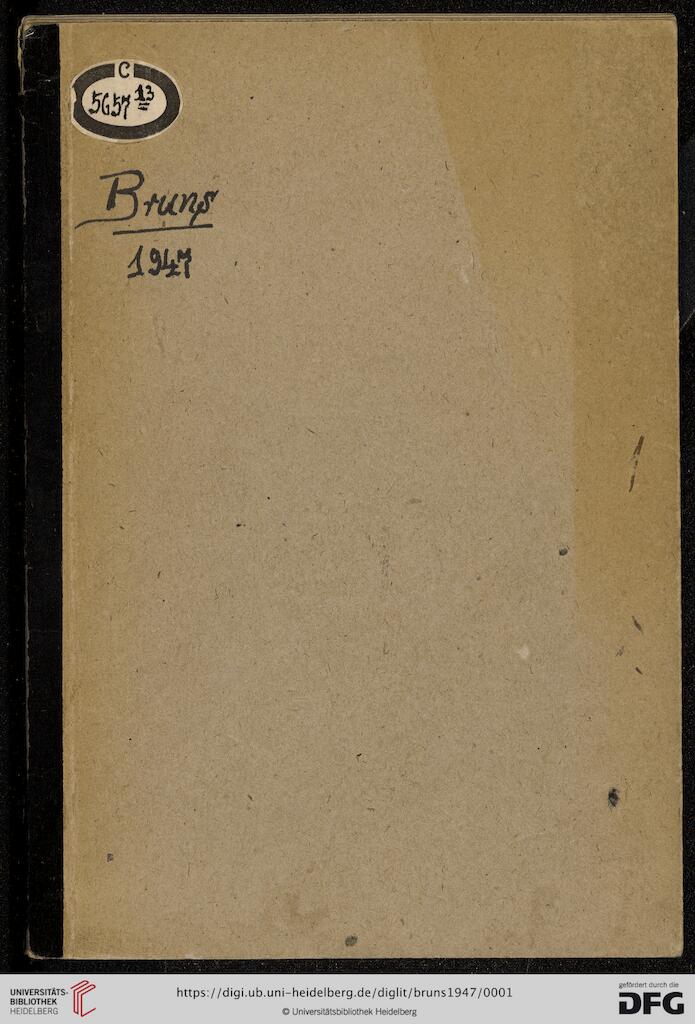 C
5657 13
Bruns
1947
UNIVERSITÄTS-
BIBLIOTHEK
HEIDELBERG
https://digi.ub.uni-heidelberg.de/diglit/bruns1947/0001
© Universitätsbibliothek Heidelberg
gefördert durch die
DFG